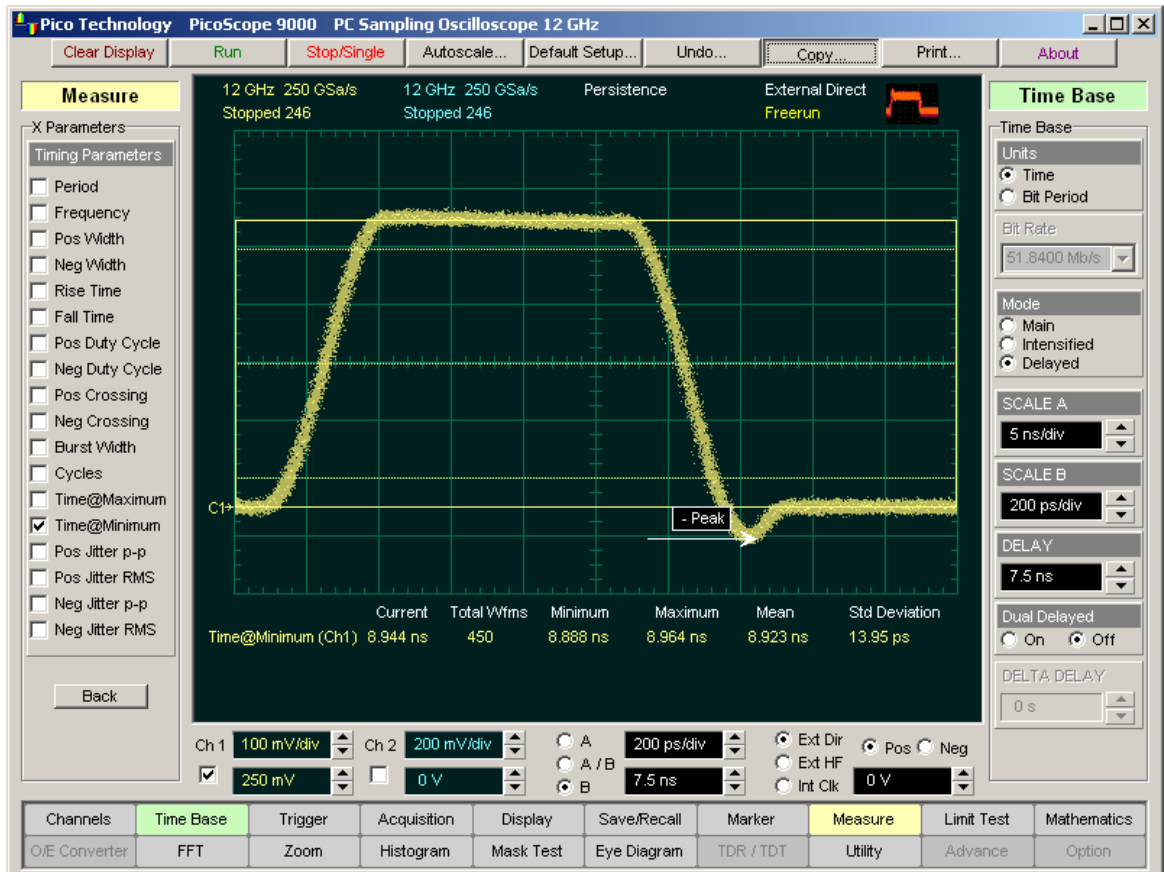 Pico Technology PicoScope 9000 PC Sampling Oscilloscope 12 GHz
Clear Display Run Stop/Single Autoscale... Default Setup... Undo... Copy... Print... About
Measure
X Parameters
Timing Parameters
Period
Frequency
Pos Width
Neg Width
Rise Time
Fall Time
Pos Duty Cycle
Neg Duty Cycle
Pos Crossing
Neg Crossing
Burst Width
Cycles
Time@Maximum
Time@Minimum
Pos Jitter p-p
Pos Jitter RMS
Neg Jitter p-p
Neg Jitter RMS
Back
12 GHz 250 GSa/s 12 GHz 250 GSa/s Persistence External Direct
Stopped 246 Stopped 246 Freerun
C1
- Peak
Current Total Wfms Minimum Maximum Mean Std Deviation
Time@Minimum (Ch1) 8.944 ns 450 8.888 ns 8.964 ns 8.923 ns 13.95 ps
Time Base
Time Base
Units
Time
Bit Period
Bit Rate
51.8400 Mb/s
Mode
Main
Intensified
Delayed
SCALE A
5 ns/div
SCALE B
200 ps/div
DELAY
7.5 ns
Dual Delayed
On Off
DELTA DELAY
0 s
Ch 1 100 mV/div Ch 2 200 mV/div A 200 ps/div Ext Dir Pos Neg
A / B Ext HF
250 mV 0 V B 7.5 ns Int Clk 0 V
Channels Time Base Trigger Acquisition Display Save/Recall Marker Measure Limit Test Mathematics
O/E Converter FFT Zoom Histogram Mask Test Eye Diagram TDR / TDT Utility Advance Option